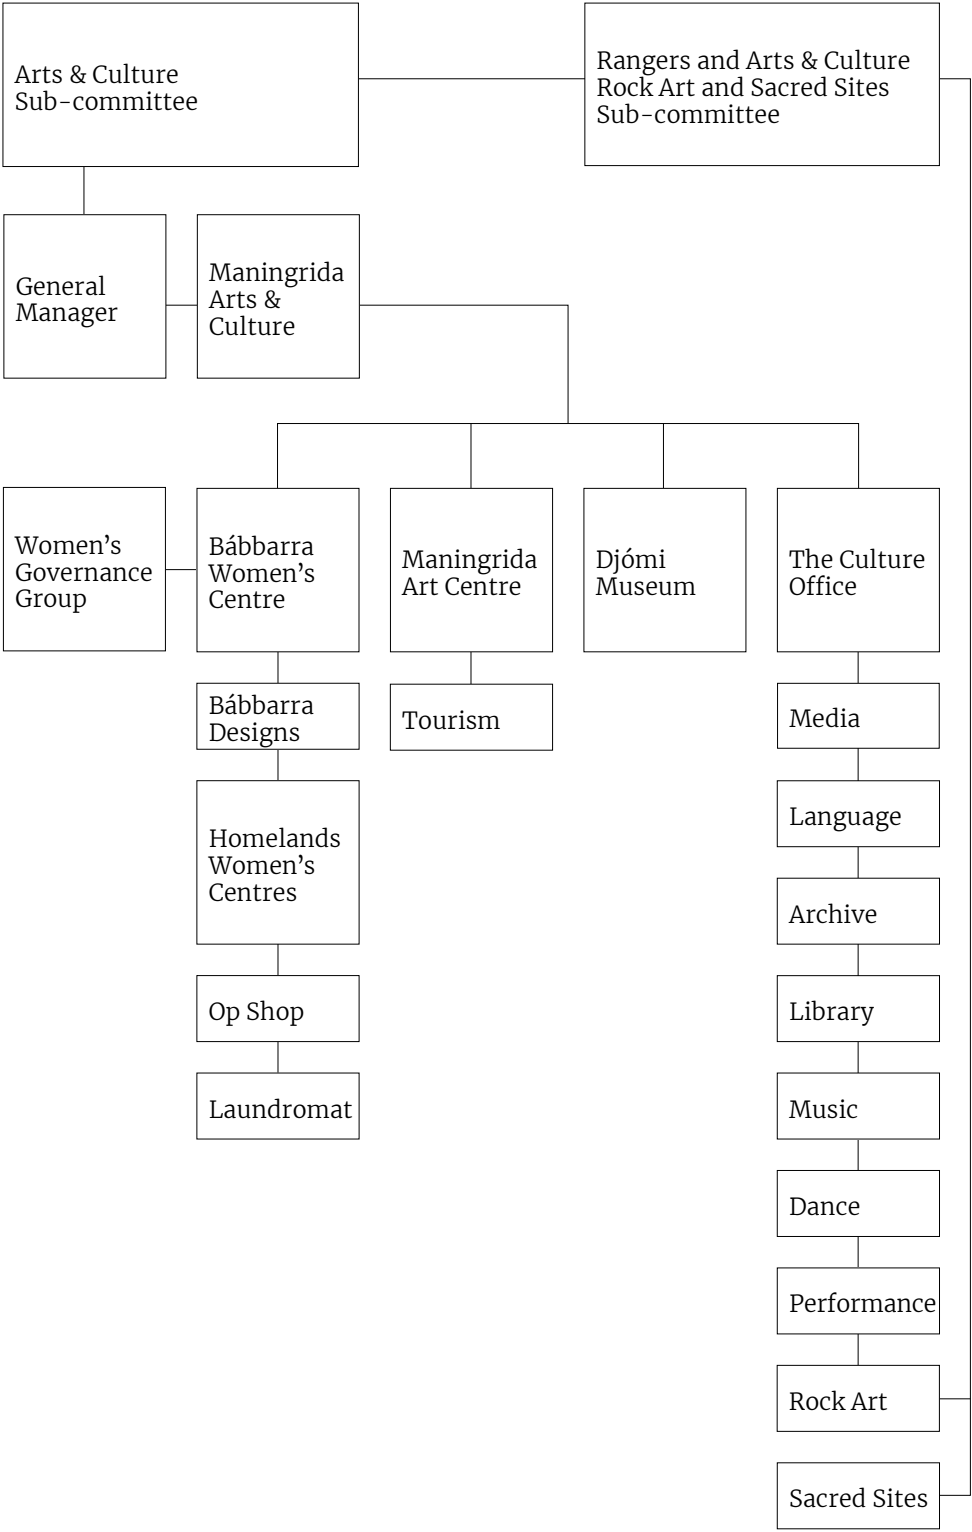 Arts & Culture
Sub-committee
Rangers and Arts & Culture
Rock Art and Sacred Sites
Sub-committee
General
Manager
Maningrida
Arts &
Culture
Women’s
Governance
Group
Bábbarra
Women’s
Centre
Maningrida
Art Centre
Djómi
Museum
The Culture
Office
Bábbarra
Designs
Homelands
Women’s
Centres
Op Shop
Laundromat
Tourism
Media
Language
Archive
Library
Music
Dance
Performance
Rock Art
Sacred Sites